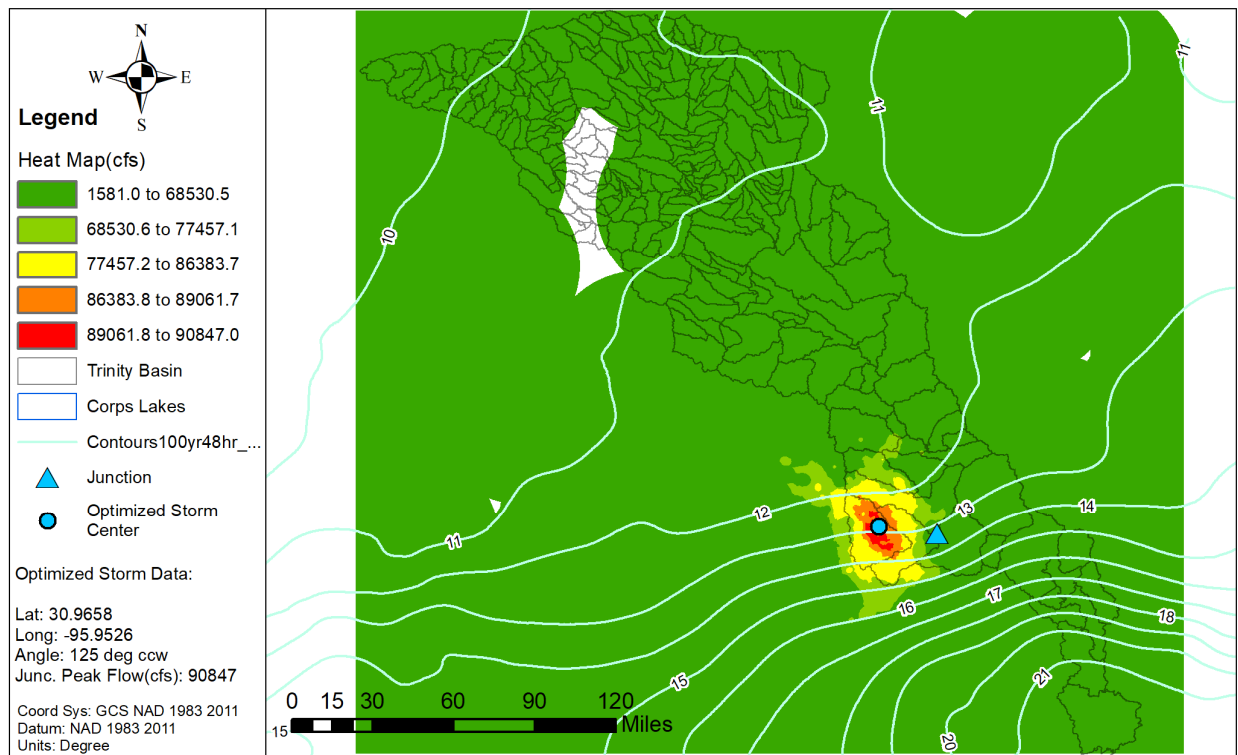 N
W E
S
Legend
Heat Map(cfs)
1581.0 to 68530.5
68530.6 to 77457.1
77457.2 to 86383.7
86383.8 to 89061.7
89061.8 to 90847.0
Trinity Basin
Corps Lakes
Contours100yr48hr_...
Junction
Optimized Storm
Center
Optimized Storm Data:
Lat: 30.9658
Long: -95.9526
Angle: 125 deg ccw
Junc. Peak Flow(cfs): 90847
Coord Sys: GCS NAD 1983 2011
Datum: NAD 1983 2011
Units: Degree
11
11
10
12
13
14
11
16
17
18
15
21
20
15
0 15 30 60 90 120
Miles